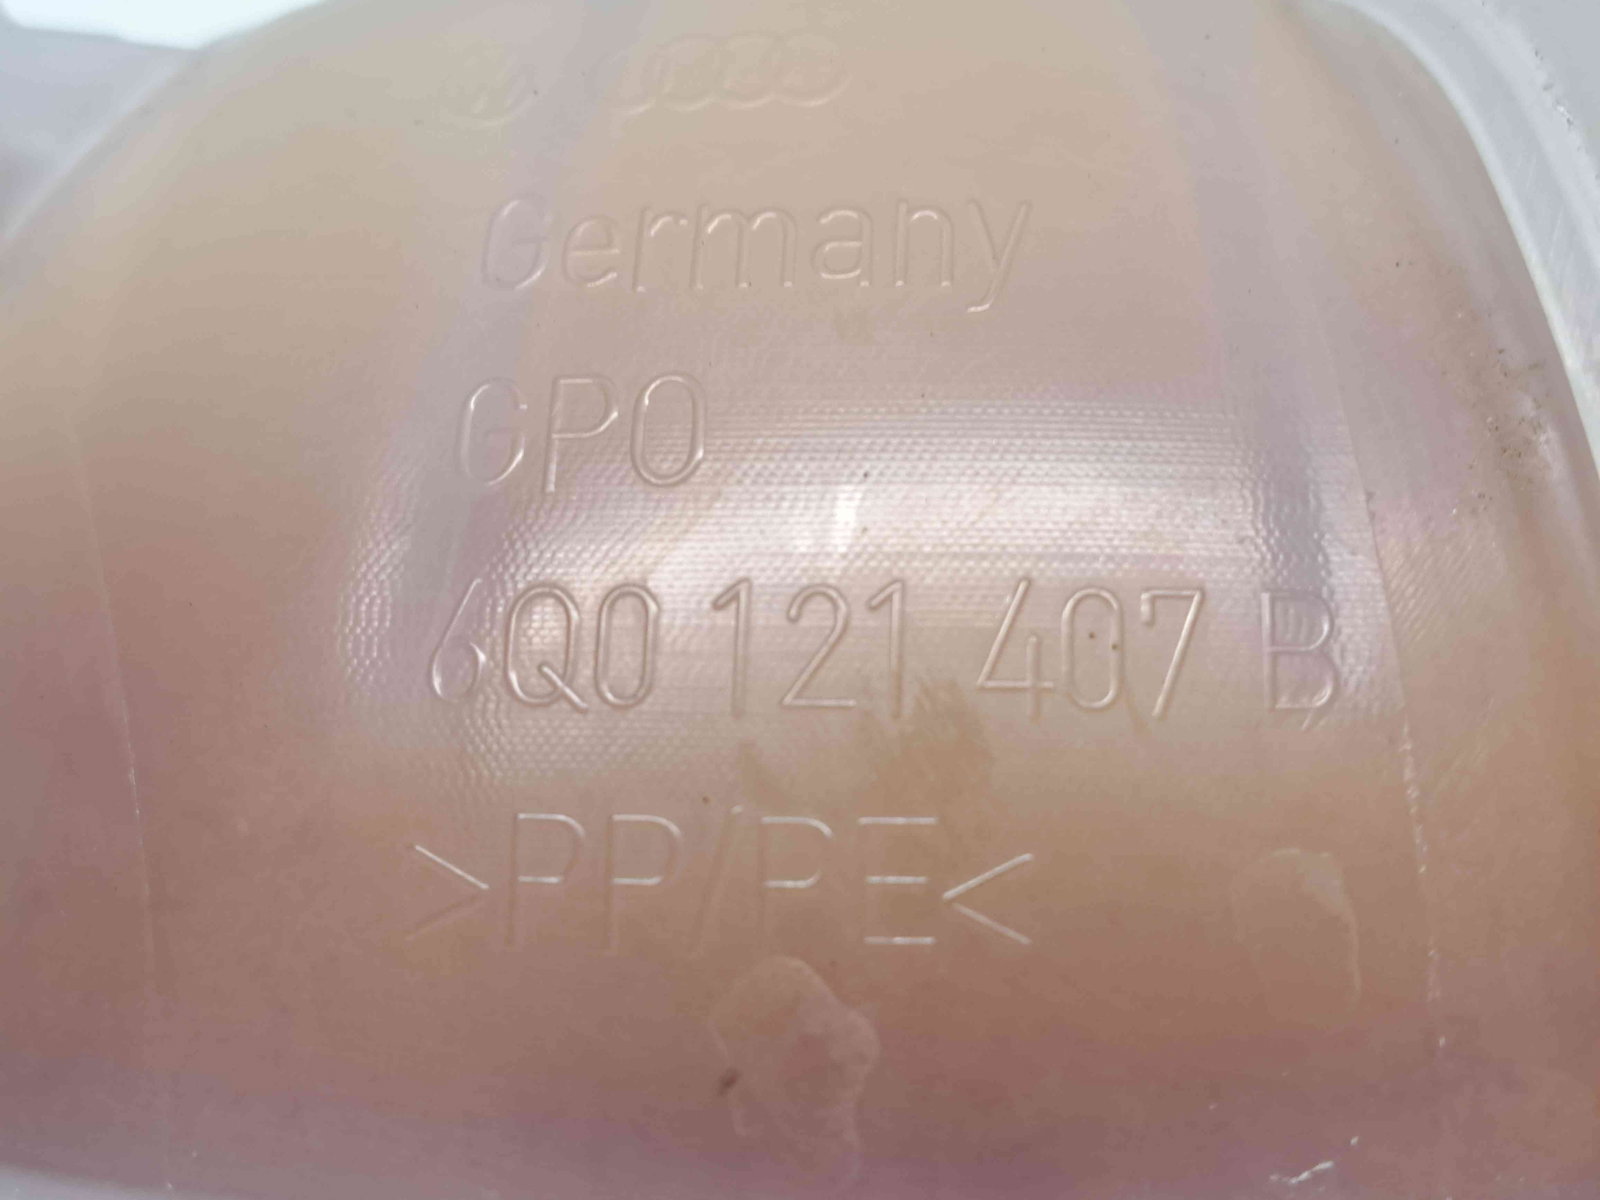 Germany
GPO
6Q0 121 407 B
>PP/PE<